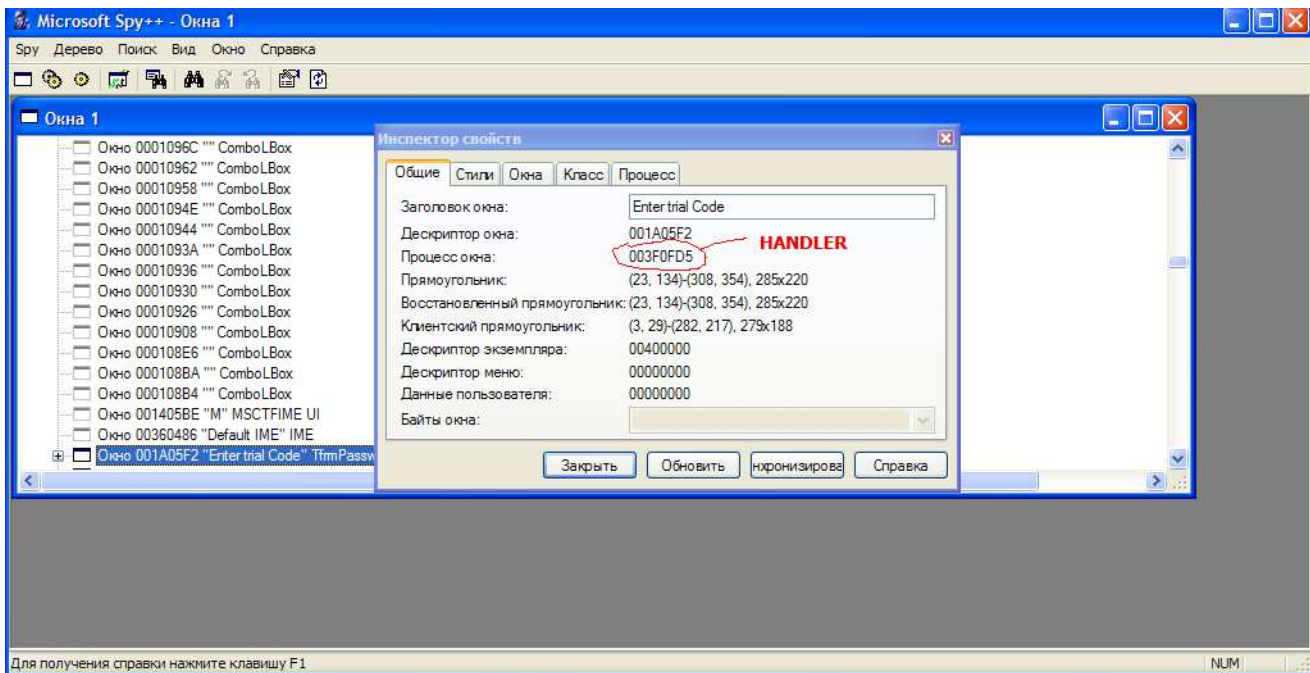 Microsoft Spy++ - Окна 1
Spy Дерево Поиск Вид Окно Справка
Окна 1
Окно 0001096C "" ComboLBox
Окно 00010962 "" ComboLBox
Окно 00010958 "" ComboLBox
Окно 0001094E "" ComboLBox
Окно 00010944 "" ComboLBox
Окно 0001093A "" ComboLBox
Окно 00010936 "" ComboLBox
Окно 00010930 "" ComboLBox
Окно 00010926 "" ComboLBox
Окно 00010908 "" ComboLBox
Окно 000108E6 "" ComboLBox
Окно 000108BA "" ComboLBox
Окно 000108B4 "" ComboLBox
Окно 001405BE "M" MSCTFIME UI
Окно 00360486 "Default IME" IME
Окно 001A05F2 "Enter trial Code" TfrmPassw
Инспектор свойств
Общие Стили Окна Класс Процесс
Заголовок окна: Enter trial Code
Дескриптор окна: 001A05F2
HANDLER
Процесс окна: 003F0FD5
Прямоугольник: (23, 134)-(308, 354), 285x220
Восстановленный прямоугольник: (23, 134)-(308, 354), 285x220
Клиентский прямоугольник: (3, 29)-(282, 217), 279x188
Дескриптор экземпляра: 00400000
Дескриптор меню: 00000000
Данные пользователя: 00000000
Байты окна:
Закрыть Обновить нхронизирова Справка
Для получения справки нажмите клавишу F1 NUM